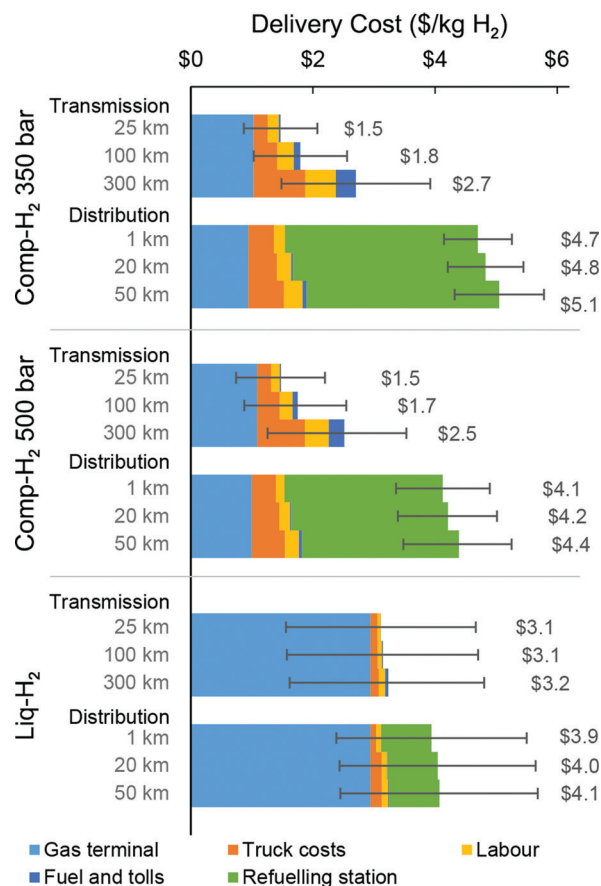 Delivery Cost ($/kg H₂)
$0 $2 $4 $6
Comp-H₂ 350 bar
Transmission
25 km $1.5
100 km $1.8
300 km $2.7
Distribution
1 km $4.7
20 km $4.8
50 km $5.1
Comp-H₂ 500 bar
Transmission
25 km $1.5
100 km $1.7
300 km $2.5
Distribution
1 km $4.1
20 km $4.2
50 km $4.4
Liq-H₂
Transmission
25 km $3.1
100 km $3.1
300 km $3.2
Distribution
1 km $3.9
20 km $4.0
50 km $4.1
Gas terminal Truck costs Labour
Fuel and tolls Refuelling station